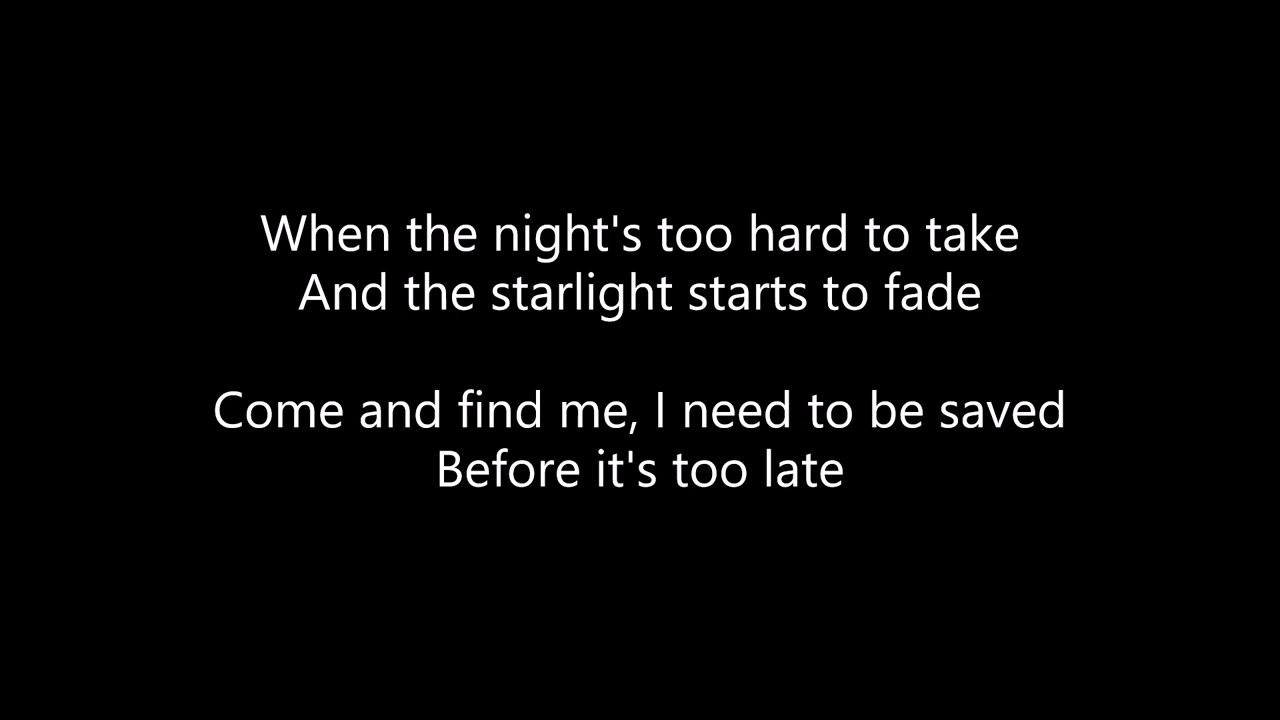 When the night's too hard to take
And the starlight starts to fade
Come and find me, I need to be saved
Before it's too late